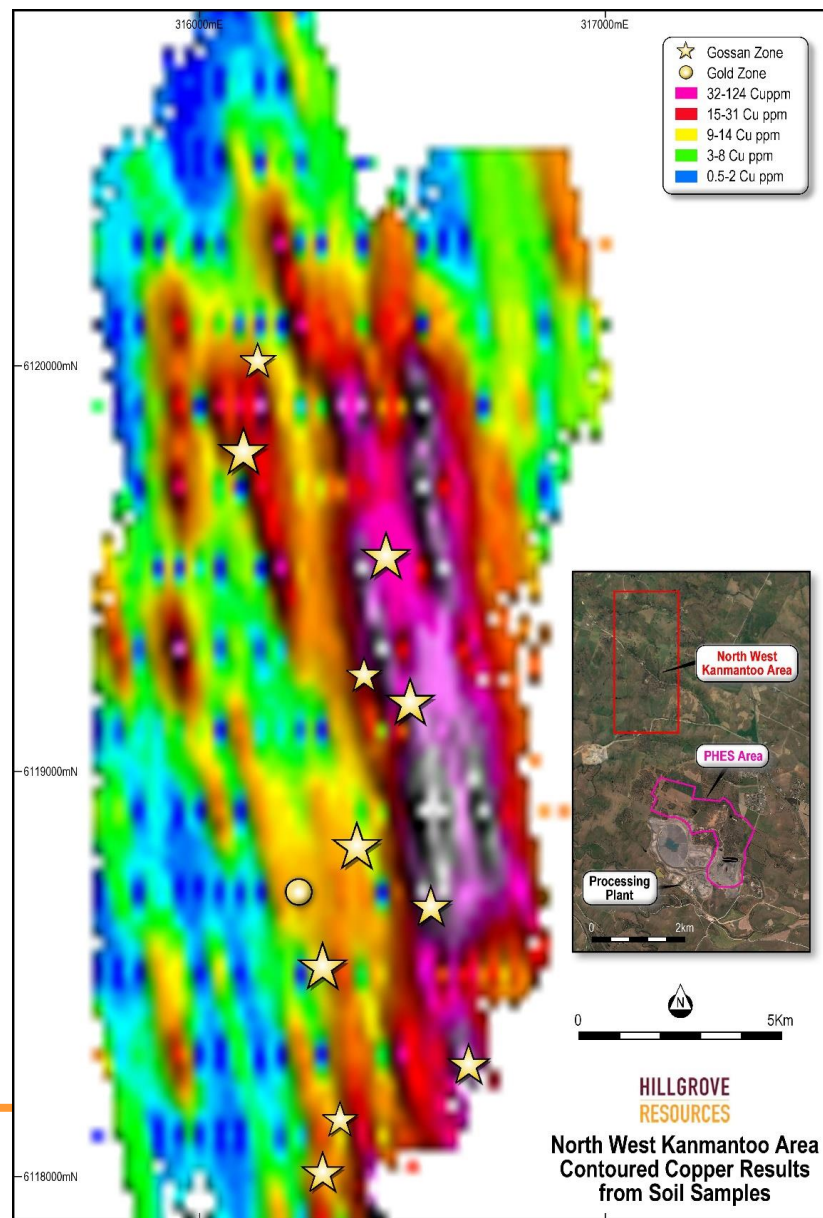 316000mE
317000mE
Gossan Zone
Gold Zone
32-124 Cuppm
15-31 Cu ppm
9-14 Cu ppm
3-8 Cu ppm
0.5-2 Cu ppm
6120000mN
North West
Kanmantoo Area
PHES Area
6119000mN
Processing
Plant
0 2km
N
0 5Km
HILLGROVE
RESOURCES
North West Kanmantoo Area
Contoured Copper Results
from Soil Samples
6118000mN